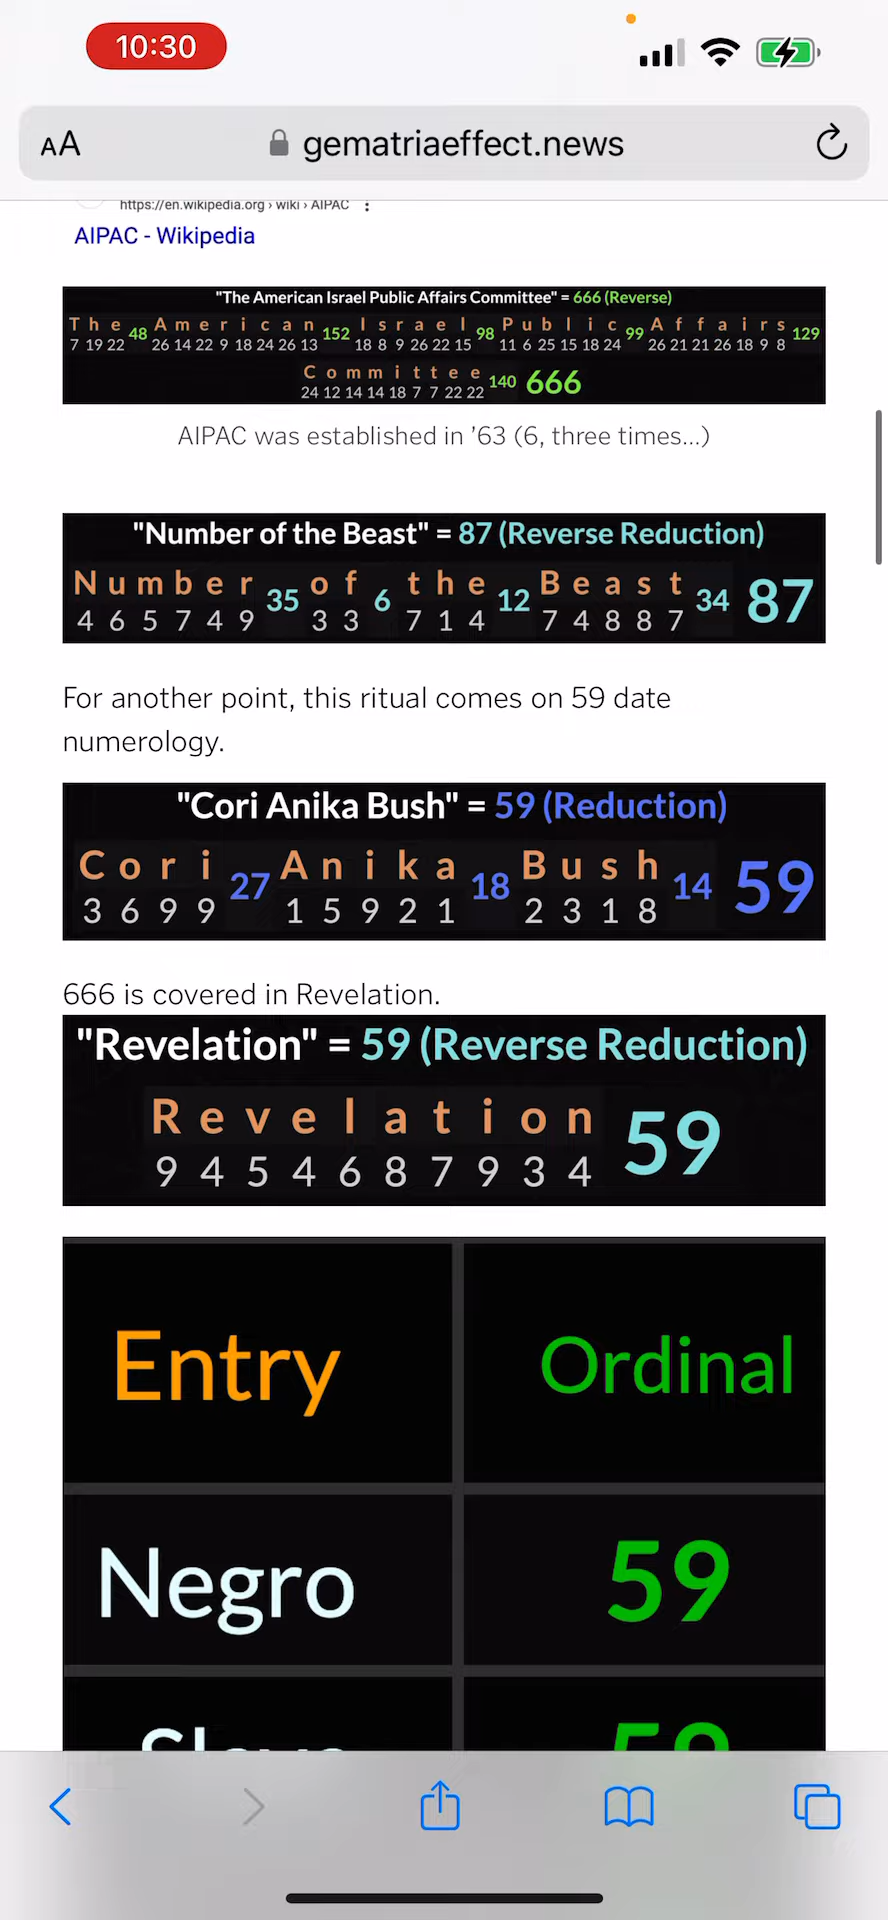 10:30
AA gematriaeffect.news
https://en.wikipedia.org › wiki › AIPAC
AIPAC - Wikipedia
"The American Israel Public Affairs Committee" = 666 (Reverse)
T h e 48 A m e r i c a n 152 I s r a e l 98 P u b l i c 99 A f f a i r s 129
7 19 22 26 14 22 9 18 24 26 13 18 8 9 26 22 15 11 6 25 15 18 24 26 21 21 26 18 9 8
C o m m i t t e e 140 666
24 12 14 14 18 7 7 22 22
AIPAC was established in ’63 (6, three times...)
"Number of the Beast" = 87 (Reverse Reduction)
N u m b e r 35 o f 6 t h e 12 B e a s t 34 87
4 6 5 7 4 9 3 3 7 1 4 7 4 8 8 7
For another point, this ritual comes on 59 date
numerology.
"Cori Anika Bush" = 59 (Reduction)
C o r i 27 A n i k a 18 B u s h 14 59
3 6 9 9 1 5 9 2 1 2 3 1 8
666 is covered in Revelation.
"Revelation" = 59 (Reverse Reduction)
R e v e l a t i o n 59
9 4 5 4 6 8 7 9 3 4
Entry Ordinal
Negro 59